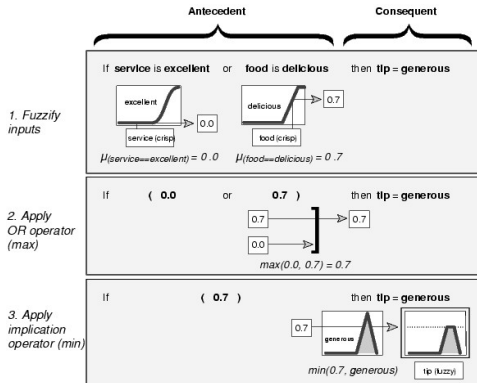 Antecedent Consequent
If service is excellent or food is delicious then tip = generous
1. Fuzzify
inputs
excellent
0.0
service (crisp)
μ(service==excellent) = 0.0
delicious
0.7
food (crisp)
μ(food==delicious) = 0.7
If ( 0.0 or 0.7 ) then tip = generous
2. Apply
OR operator
(max)
0.7
0.7
0.0
max(0.0, 0.7) = 0.7
If ( 0.7 ) then tip = generous
3. Apply
implication
operator (min)
0.7
generous
min(0.7, generous)
tip (fuzzy)